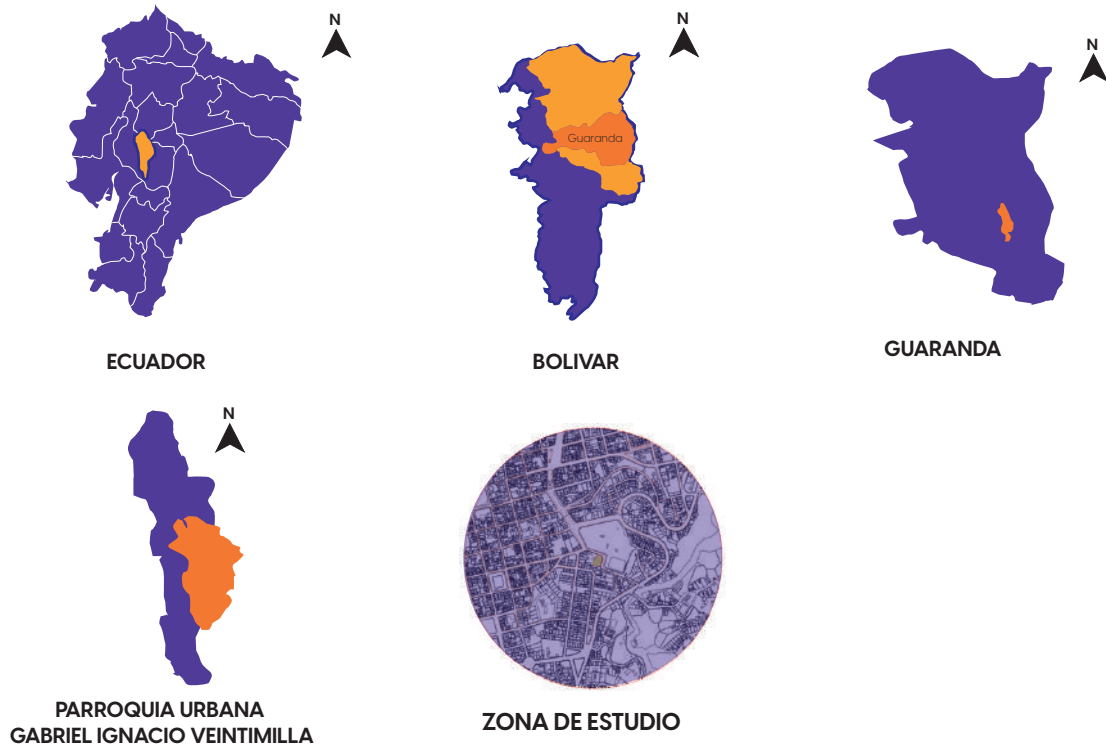 N
N
N
Guaranda
ECUADOR
BOLIVAR
GUARANDA
N
PARROQUIA URBANA
GABRIEL IGNACIO VEINTIMILLA
ZONA DE ESTUDIO